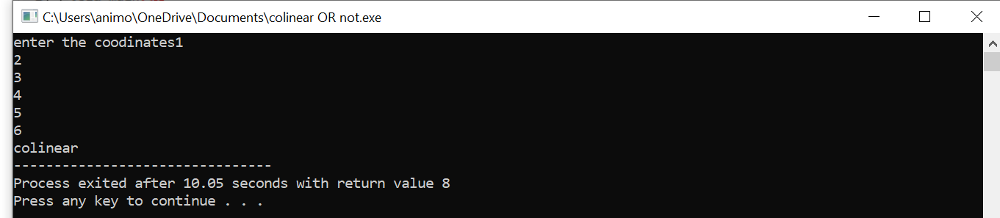 C:\Users\animo\OneDrive\Documents\colinear OR not.exe
enter the coodinates1
2
3
4
5
6
colinear
--------------------------------
Process exited after 10.05 seconds with return value 8
Press any key to continue . . .